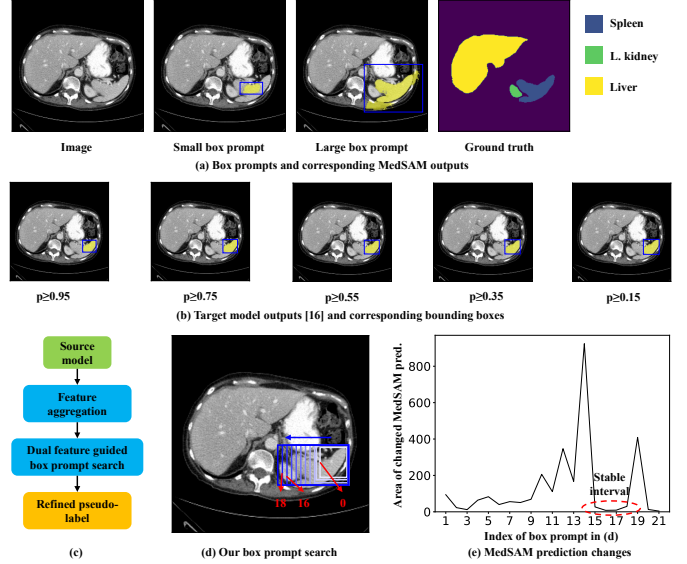 Spleen
L. kidney
Liver
Image
Small box prompt
Large box prompt
Ground truth
(a) Box prompts and corresponding MedSAM outputs
p≥0.95
p≥0.75
p≥0.55
p≥0.35
p≥0.15
(b) Target model outputs [16] and corresponding bounding boxes
Source
model
Feature
aggregation
Dual feature guided
box prompt search
Refined pseudo-
label
(c)
18 16 0
(d) Our box prompt search
Area of changed MedSAM pred.
800
600
400
200
0
Stable
interval
1 3 5 7 9 11 13 15 17 19 21
Index of box prompt in (d)
(e) MedSAM prediction changes